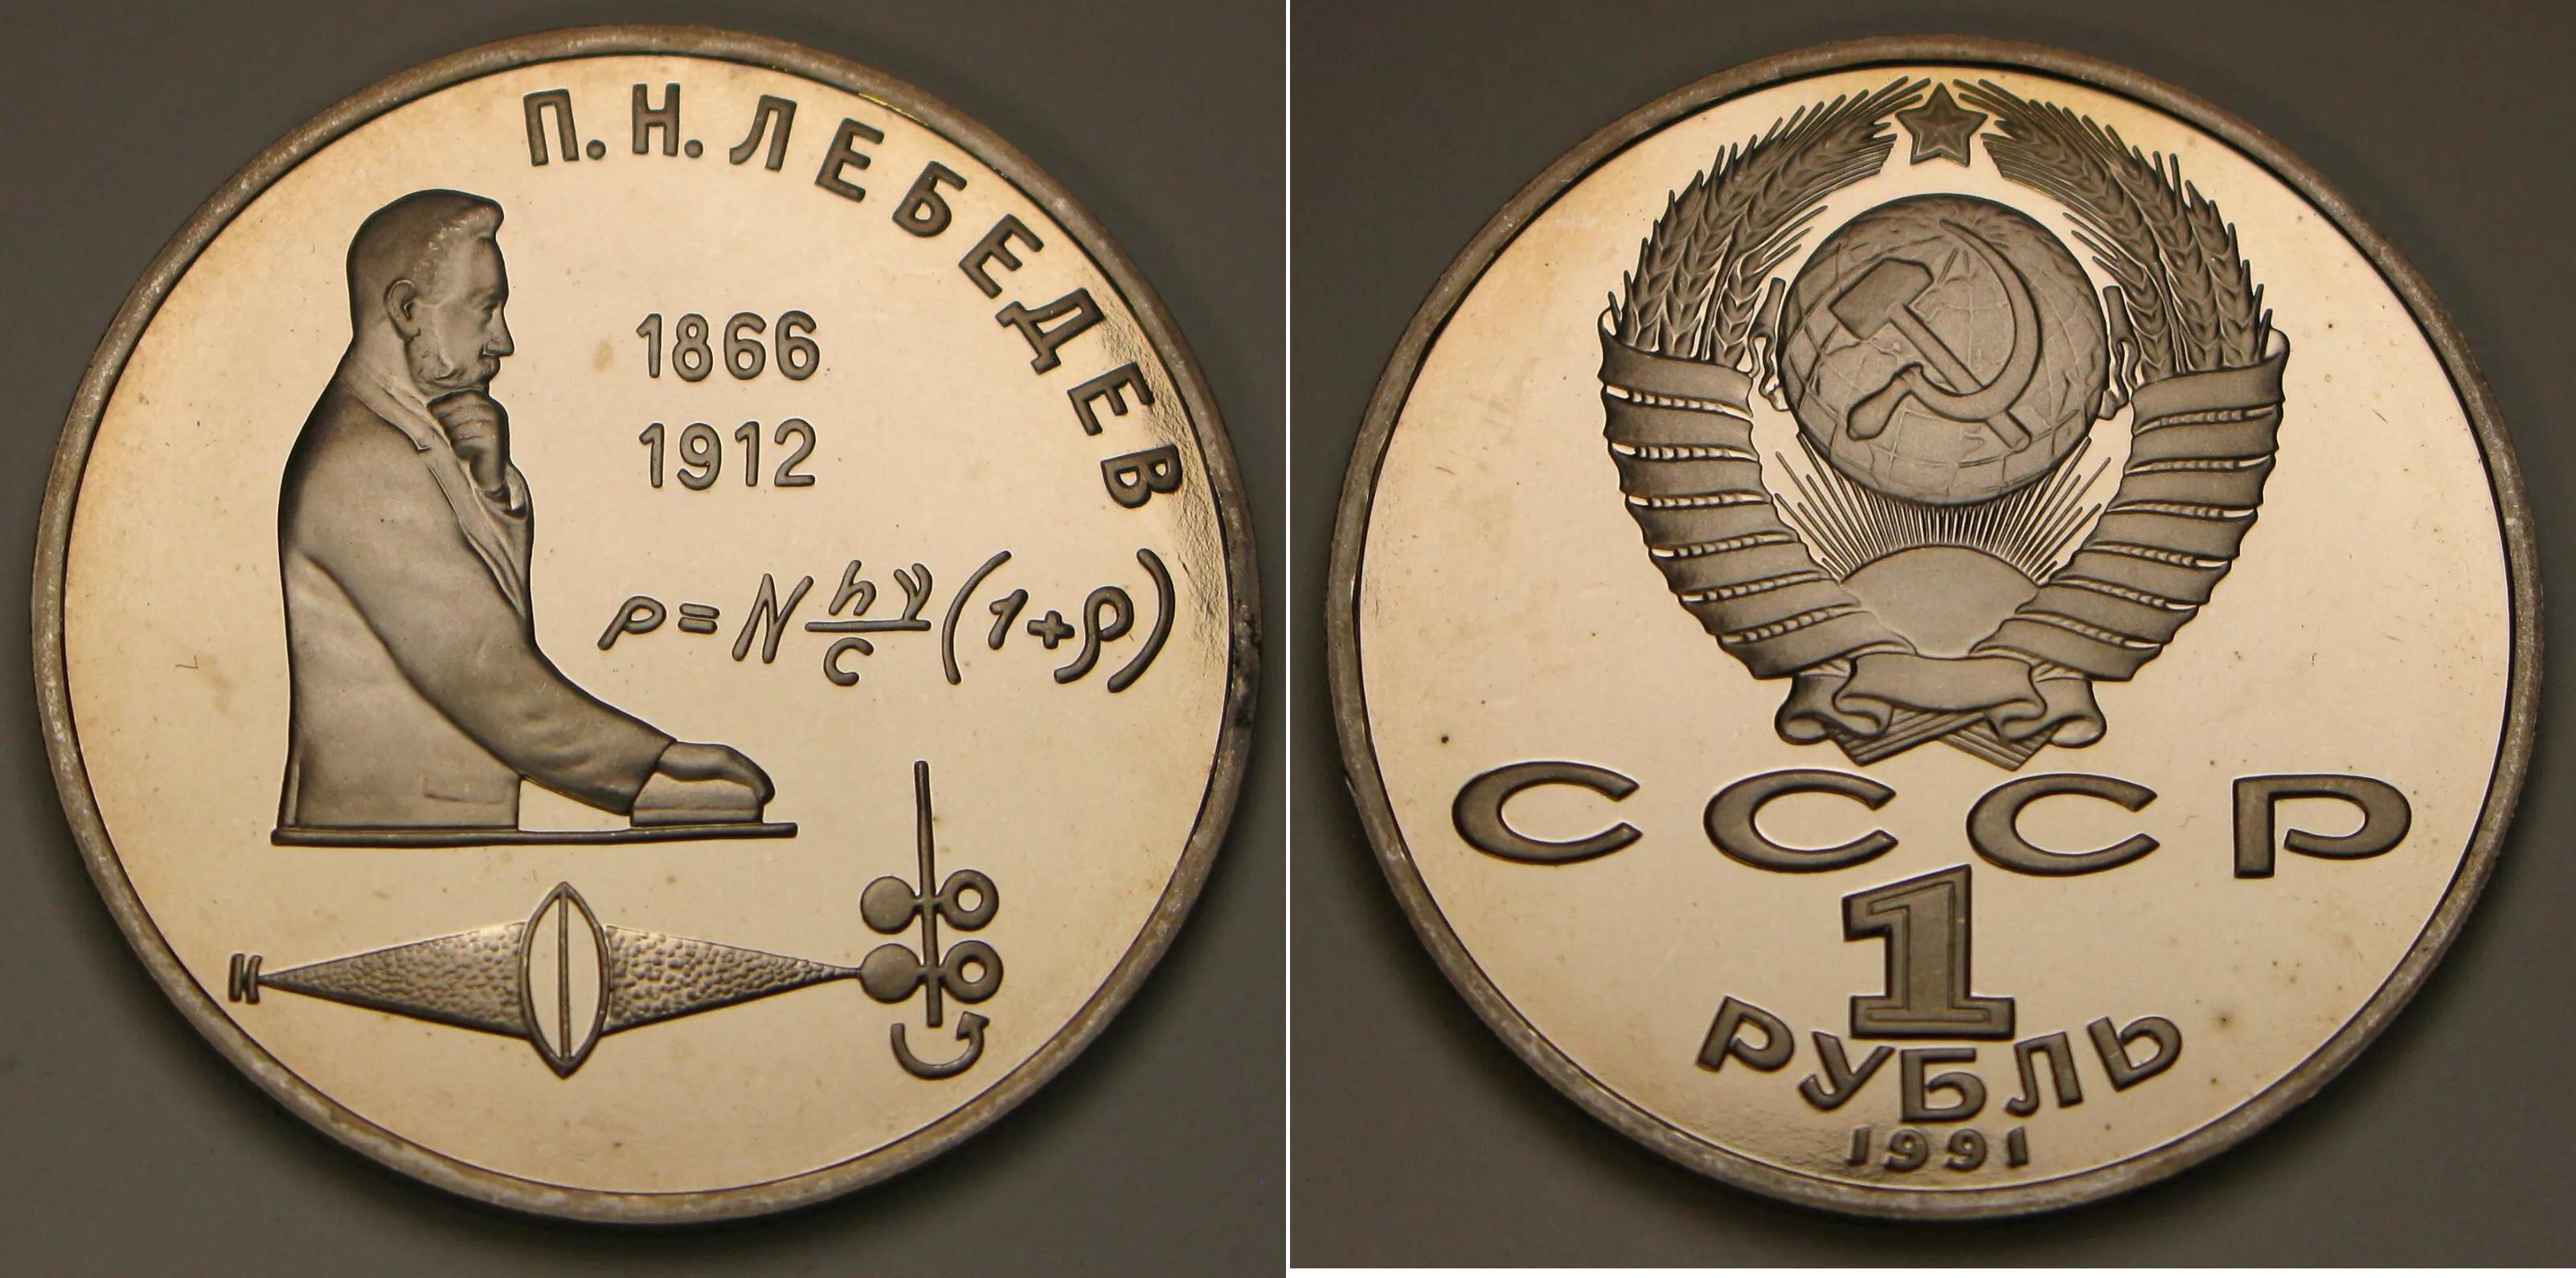 П. Н. ЛЕБЕДЕВ
1866
1912
p=N hν/c (1+ρ)
И
СССР
1
РУБЛЬ
1991